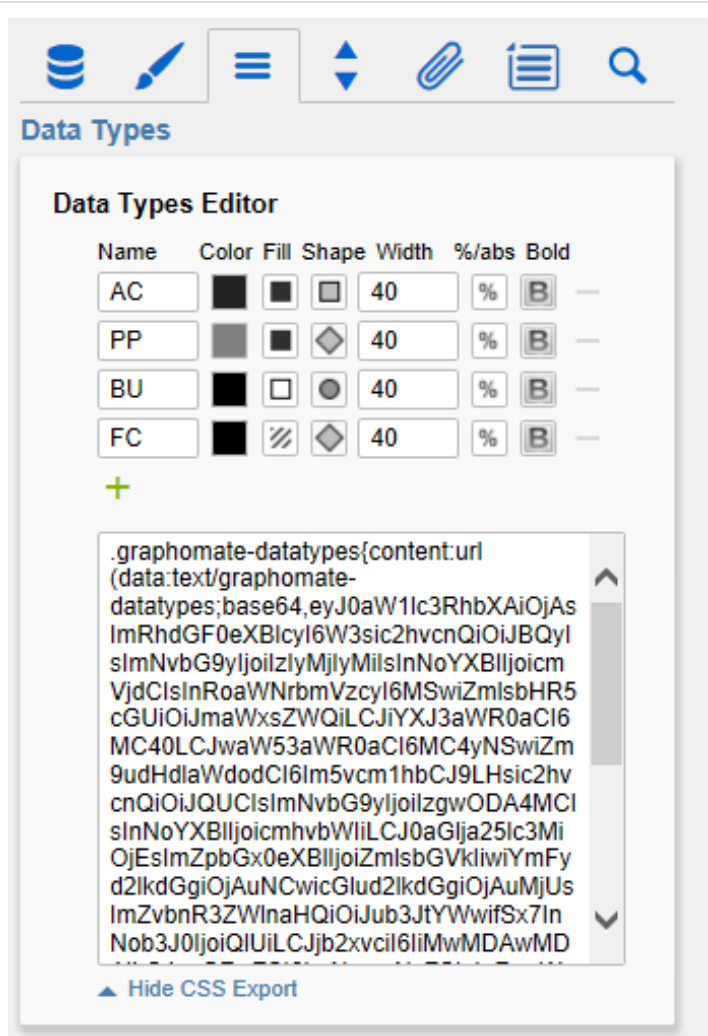 Data Types
Data Types Editor
Name Color Fill Shape Width %/abs Bold
AC 40 % B
PP 40 % B
BU 40 % B
FC 40 % B
.graphomate-datatypes{content:url
(data:text/graphomate-
datatypes;base64,eyJ0aW1lc3RhbXAiOjAs
ImRhdGF0eXBlcyI6W3sic2hvcnQiOiJBQyI
sImNvbG9yIjoiIzIyMjIyMiIsInNoYXBlIjoicm
VjdCIsInRoaWNrbmVzcyI6MSwiZmlsbHR5
cGUiOiJmaWxsZWQiLCJiYXJ3aWR0aCI6
MC40LCJwaW53aWR0aCI6MC4yNSwiZm
9udHdlaWdodCI6Im5vcm1hbCJ9LHsic2hv
cnQiOiJQUCIsImNvbG9yIjoiIzgwODA4MCI
sInNoYXBlIjoicmhvbWIiLCJ0aGlja25lc3Mi
OjEsImZpbGx0eXBlIjoiZmlsbGVkIiwiYmFy
d2lkdGgiOjAuNCwicGlud2lkdGgiOjAuMjUs
ImZvbnR3ZWlnaHQiOiJub3JtYWwifSx7In
Nob3J0IjoiQlUiLCJjb2xvciI6IiMwMDAwMD
Hide CSS Export